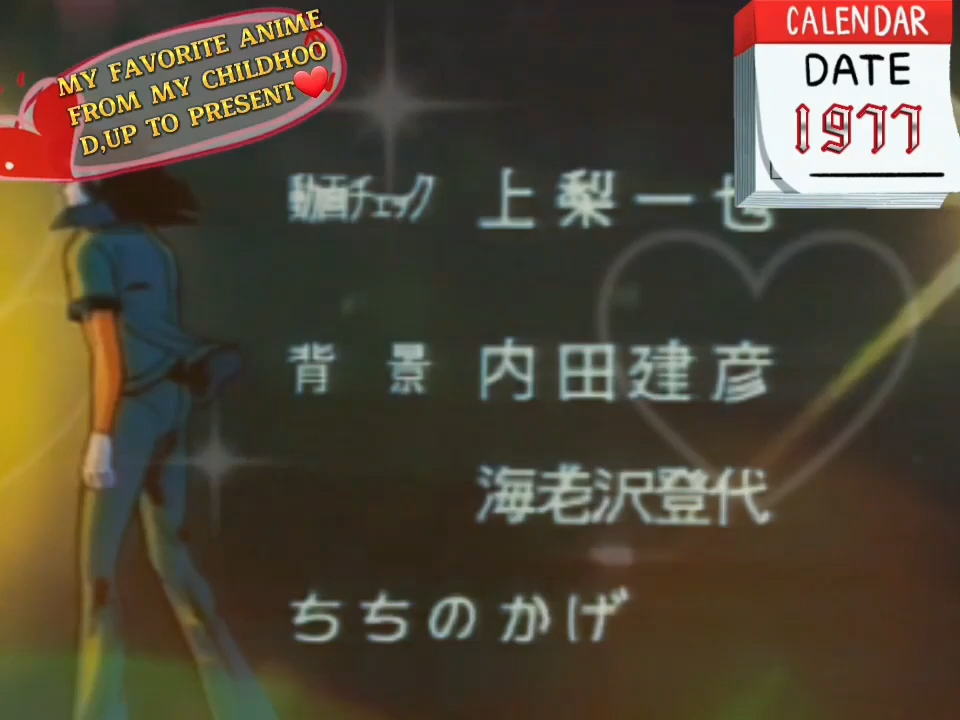 MY FAVORITE ANIME
FROM MY CHILDHOO
D,UP TO PRESENT
CALENDAR
DATE
1977
動画チェック 上梨一也
背景 内田建彦
海老沢登代
ちちのかげ